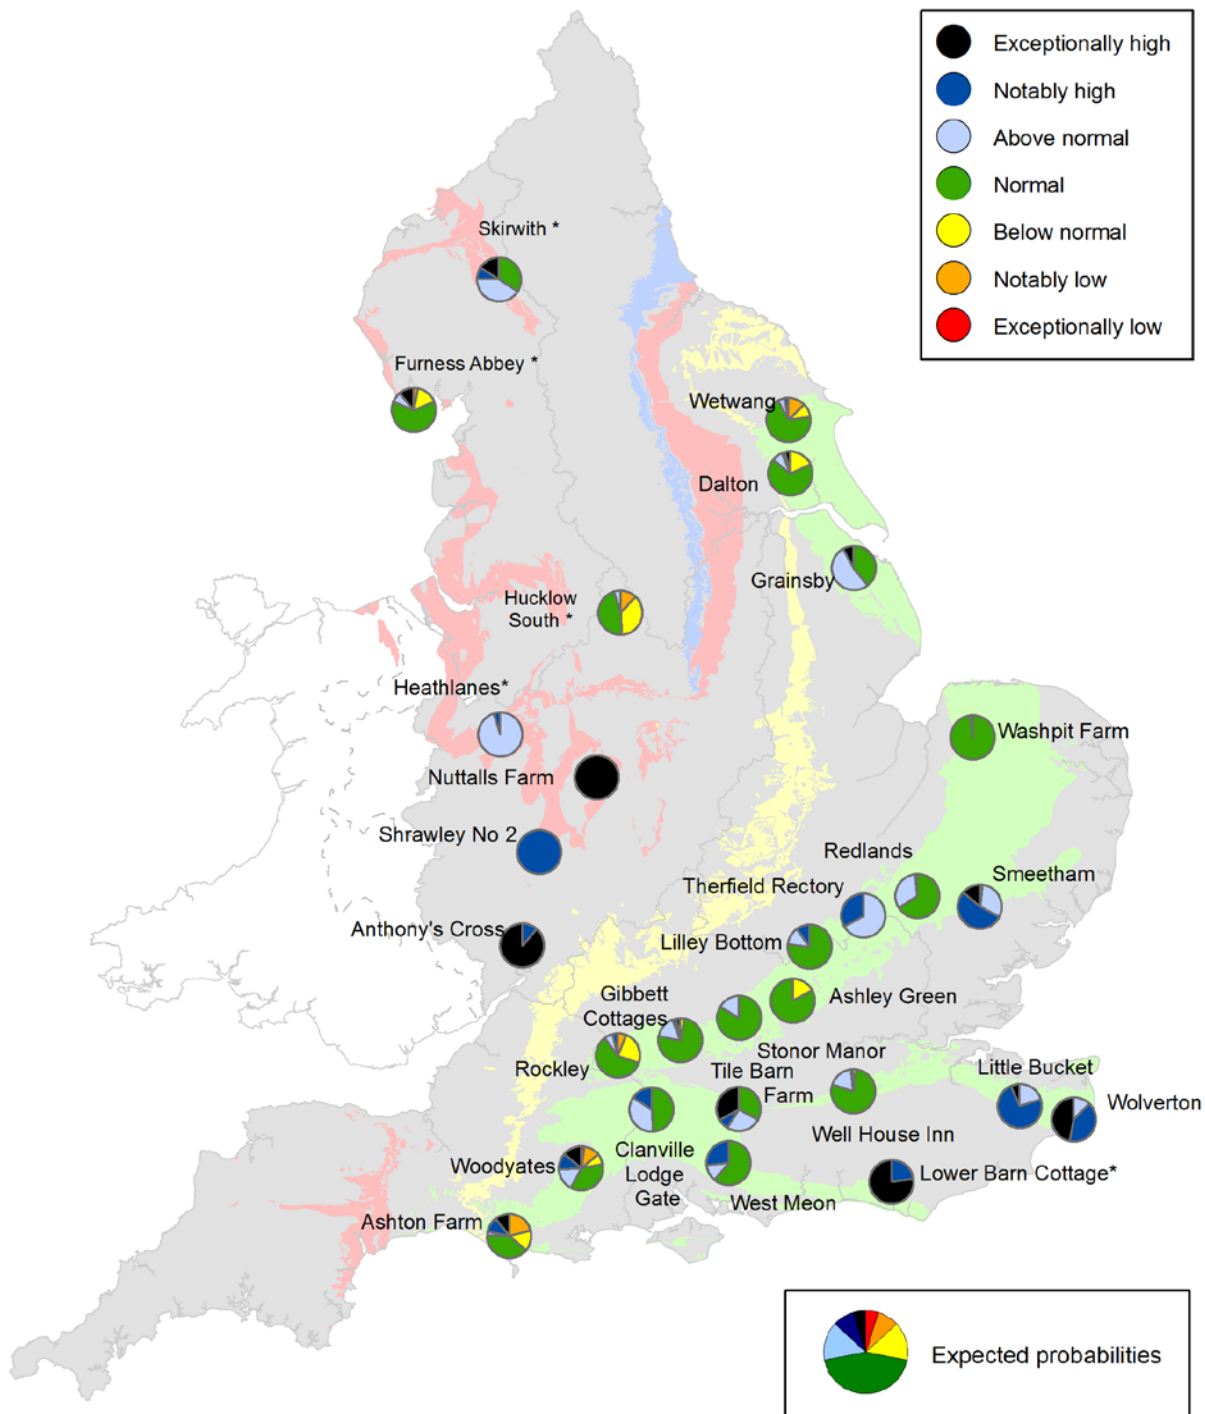 Exceptionally high
Notably high
Above normal
Normal
Below normal
Notably low
Exceptionally low
Skirwith *
Furness Abbey *
Wetwang
Dalton
Grainsby
Hucklow
South *
Heathlanes*
Nuttalls Farm
Washpit Farm
Shrawley No 2
Redlands
Smeetham
Therfield Rectory
Anthony's Cross
Lilley Bottom
Gibbett
Cottages
Ashley Green
Stonor Manor
Rockley
Tile Barn
Farm
Little Bucket
Wolverton
Well House Inn
Clanville
Lodge
Gate
Woodyates
Lower Barn Cottage*
West Meon
Ashton Farm
Expected probabilities